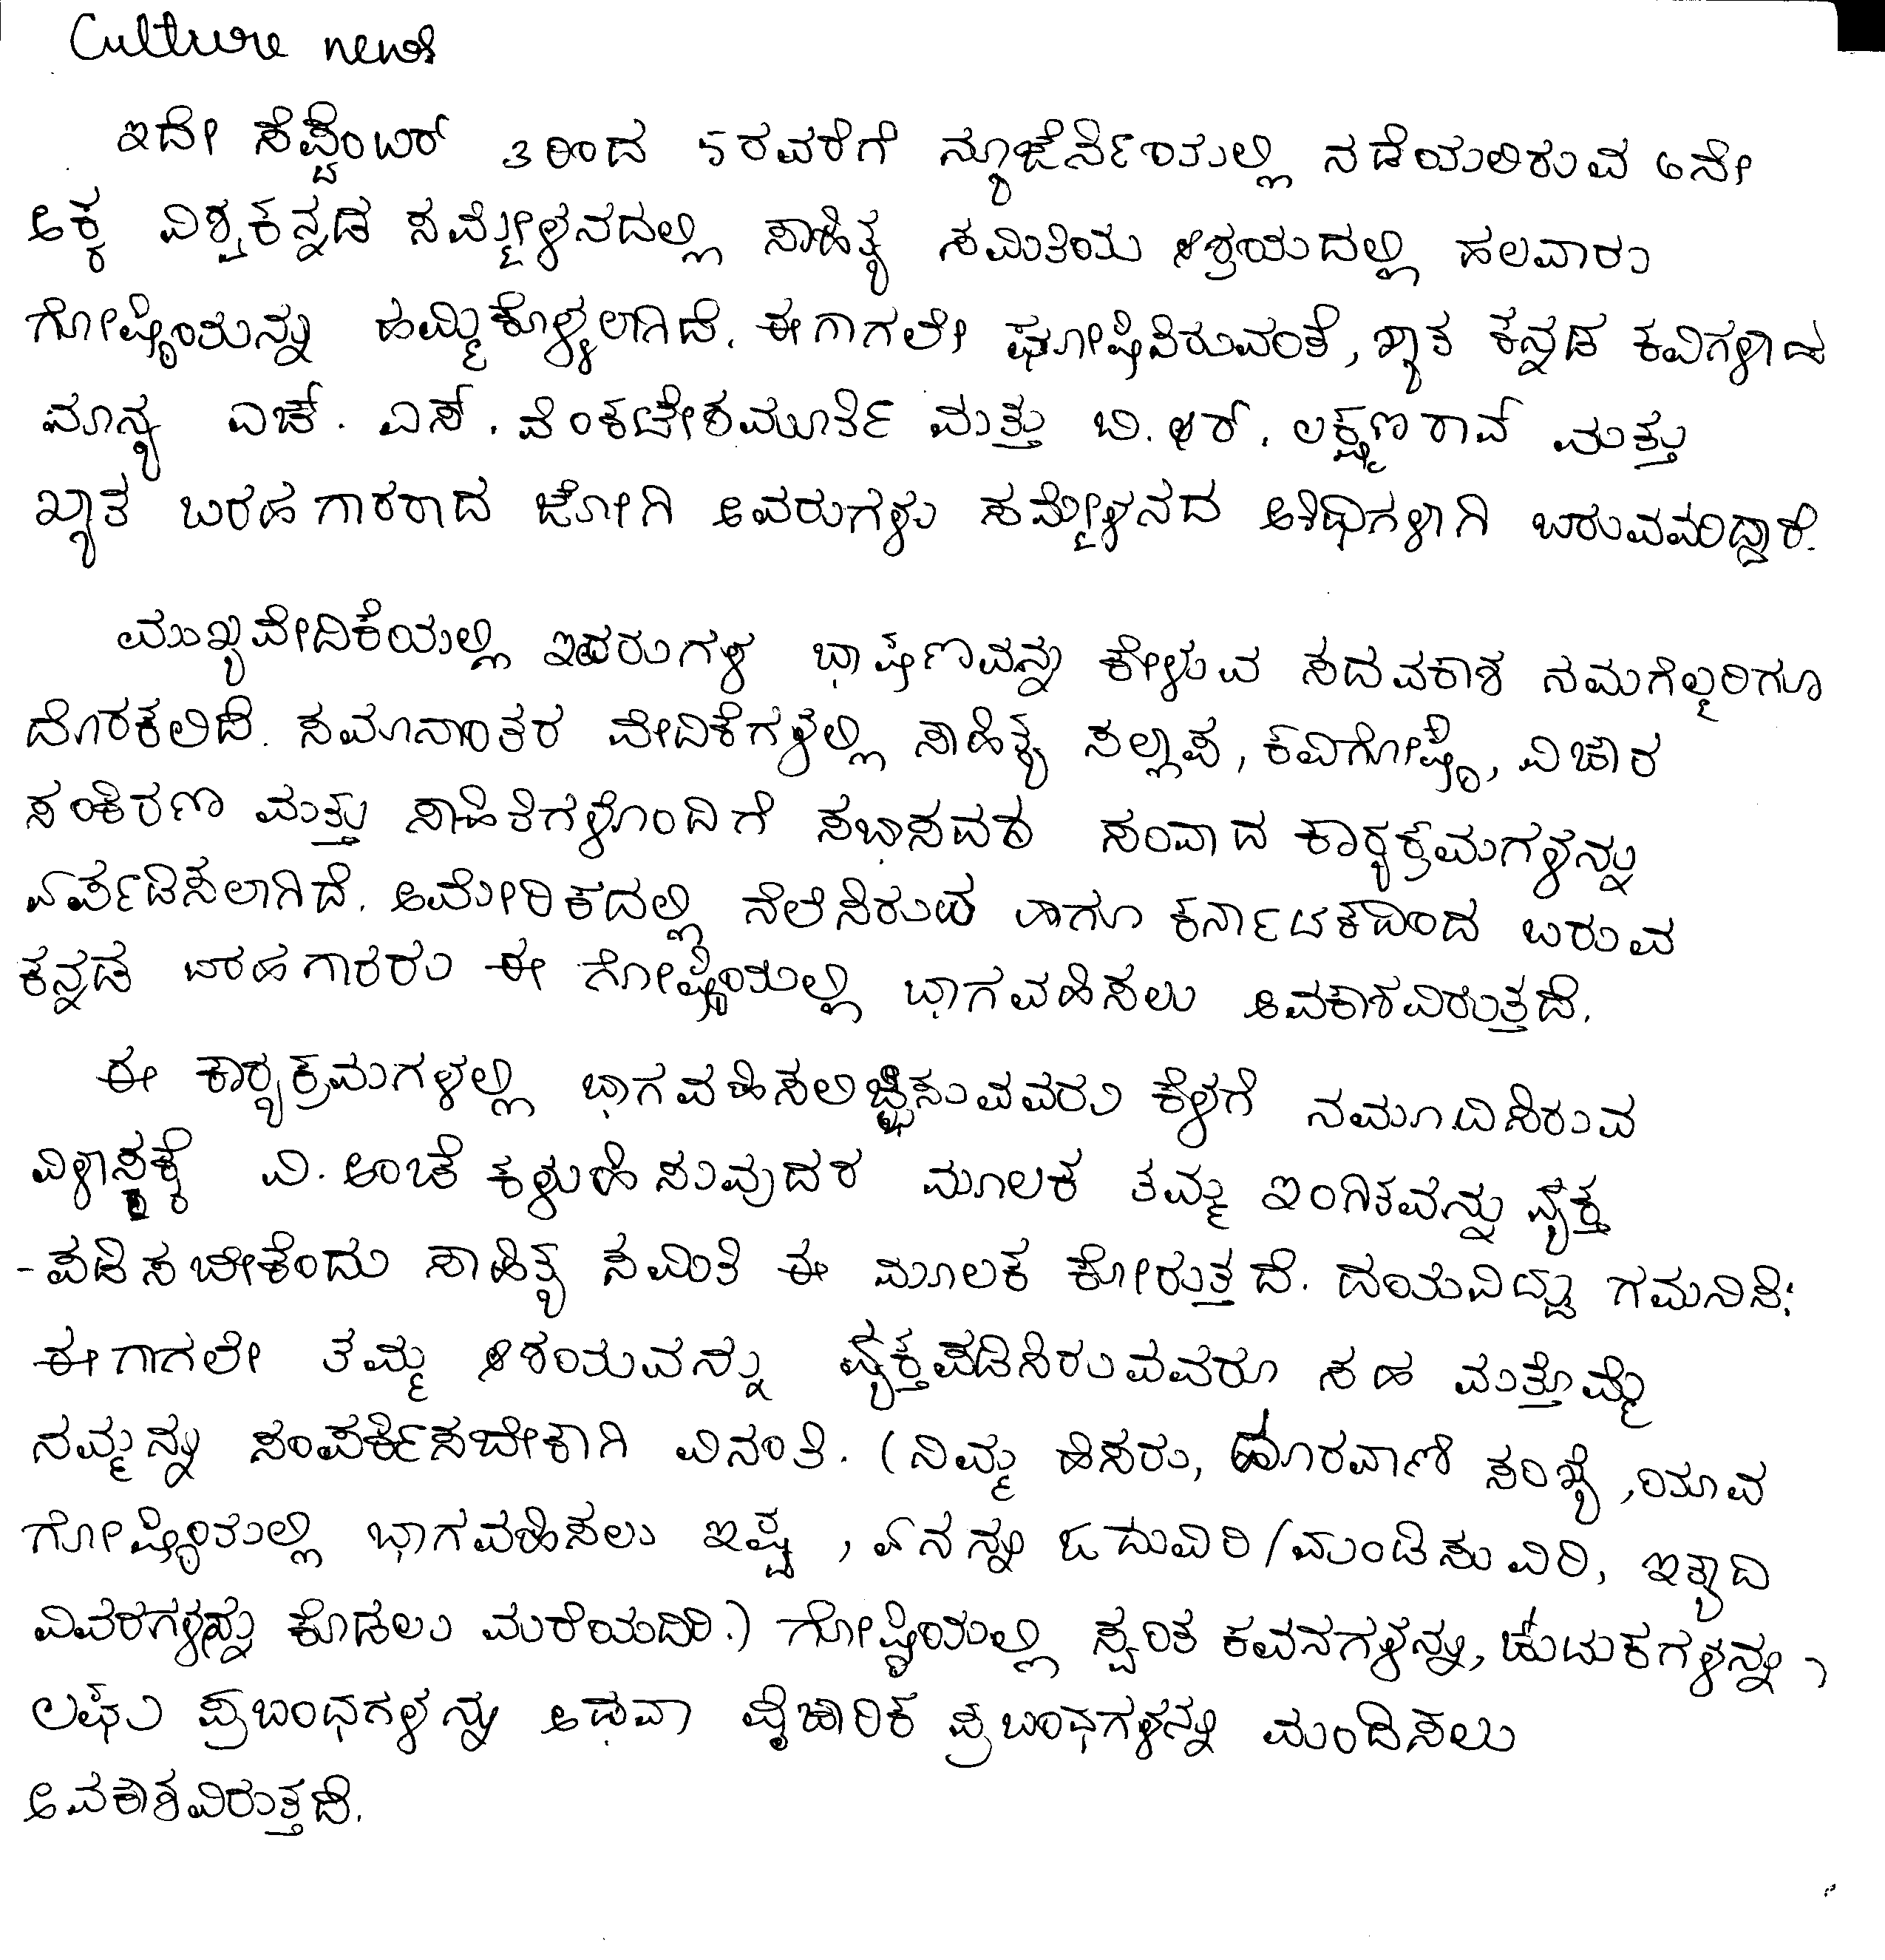 Culture news
ಇದೇ ಸೆಪ್ಟೆಂಬರ್ 3ರಿಂದ 5ರವರೆಗೆ ನ್ಯೂಜೆರ್ಸಿಯಲ್ಲಿ ನಡೆಯಲಿರುವ 6ನೇ
ಅಕ್ಕ ವಿಶ್ವಕನ್ನಡ ಸಮ್ಮೇಳನದಲ್ಲಿ ಸಾಹಿತ್ಯ ಸಮಿತಿಯ ಆಶ್ರಯದಲ್ಲಿ ಹಲವಾರು
ಗೋಷ್ಠಿಯನ್ನು ಹಮ್ಮಿಕೊಳ್ಳಲಾಗಿದೆ. ಈಗಾಗಲೇ ಘೋಷಿಸಿರುವಂತೆ, ಖ್ಯಾತ ಕನ್ನಡ ಕವಿಗಳಾದ
ಮಾನ್ಯ ಎಚ್. ಎಸ್. ವೆಂಕಟೇಶಮೂರ್ತಿ ಮತ್ತು ಬಿ.ಆರ್. ಲಕ್ಷ್ಮಣರಾವ್ ಮತ್ತು
ಖ್ಯಾತ ಬರಹಗಾರರಾದ ಜೋಗಿ ಅವರುಗಳು ಸಮ್ಮೇಳನದ ಅತಿಥಿಗಳಾಗಿ ಬರುವವರಿದ್ದಾರೆ.
ಮುಖ್ಯವೇದಿಕೆಯಲ್ಲಿ ಇವರುಗಳ ಭಾಷಣವನ್ನು ಕೇಳುವ ಸದವಕಾಶ ನಮಗೆಲ್ಲರಿಗೂ
ದೊರಕಲಿದೆ. ಸಮಾನಾಂತರ ವೇದಿಕೆಗಳಲ್ಲಿ ಸಾಹಿತ್ಯ ಸಲ್ಲಾಪ, ಕವಿಗೋಷ್ಠಿ, ವಿಚಾರ
ಸಂಕಿರಣ ಮತ್ತು ಸಾಹಿತಿಗಳೊಂದಿಗೆ ಸಭಾಸದರ ಸಂವಾದ ಕಾರ್ಯಕ್ರಮಗಳನ್ನು
ಏರ್ಪಡಿಸಲಾಗಿದೆ. ಅಮೇರಿಕದಲ್ಲಿ ನೆಲೆಸಿರುವ ಹಾಗೂ ಕರ್ನಾಟಕದಿಂದ ಬರುವ
ಕನ್ನಡ ಬರಹಗಾರರು ಈ ಗೋಷ್ಠಿಯಲ್ಲಿ ಭಾಗವಹಿಸಲು ಅವಕಾಶವಿರುತ್ತದೆ.
ಈ ಕಾರ್ಯಕ್ರಮಗಳಲ್ಲಿ ಭಾಗವಹಿಸಲಿಚ್ಛಿಸುವವರು ಕೆಳಗೆ ನಮೂದಿಸಿರುವ
ವಿಳಾಸಕ್ಕೆ ವಿ. ಅಂಚೆ ಕಳುಹಿಸುವುದರ ಮೂಲಕ ತಮ್ಮ ಇಂಗಿತವನ್ನು ವ್ಯಕ್ತ
-ಪಡಿಸಬೇಕೆಂದು ಸಾಹಿತ್ಯ ಸಮಿತಿ ಈ ಮೂಲಕ ಕೋರುತ್ತದೆ. ದಯವಿಟ್ಟು ಗಮನಿಸಿ;
ಈಗಾಗಲೇ ತಮ್ಮ ಆಶಯವನ್ನು ವ್ಯಕ್ತಪಡಿಸಿರುವವರೂ ಸಹ ಮತ್ತೊಮ್ಮೆ
ನಮ್ಮನ್ನು ಸಂಪರ್ಕಿಸಬೇಕಾಗಿ ವಿನಂತಿ. (ನಿಮ್ಮ ಹೆಸರು, ದೂರವಾಣಿ ಸಂಖ್ಯೆ, ಯಾವ
ಗೋಷ್ಠಿಯಲ್ಲಿ ಭಾಗವಹಿಸಲು ಇಷ್ಟ, ಏನನ್ನು ಓದುವಿರಿ/ಮಂಡಿಸುವಿರಿ, ಇತ್ಯಾದಿ
ವಿವರಗಳನ್ನು ಕೊಡಲು ಮರೆಯದಿರಿ.) ಗೋಷ್ಠಿಯಲ್ಲಿ ಸ್ವಂತ ಕವನಗಳನ್ನು, ಚುಟುಕಗಳನ್ನು,
ಲಘು ಪ್ರಬಂಧಗಳನ್ನು ಅಥವಾ ವೈಚಾರಿಕ ಪ್ರಬಂಧಗಳನ್ನು ಮಂಡಿಸಲು
ಅವಕಾಶವಿರುತ್ತದೆ.